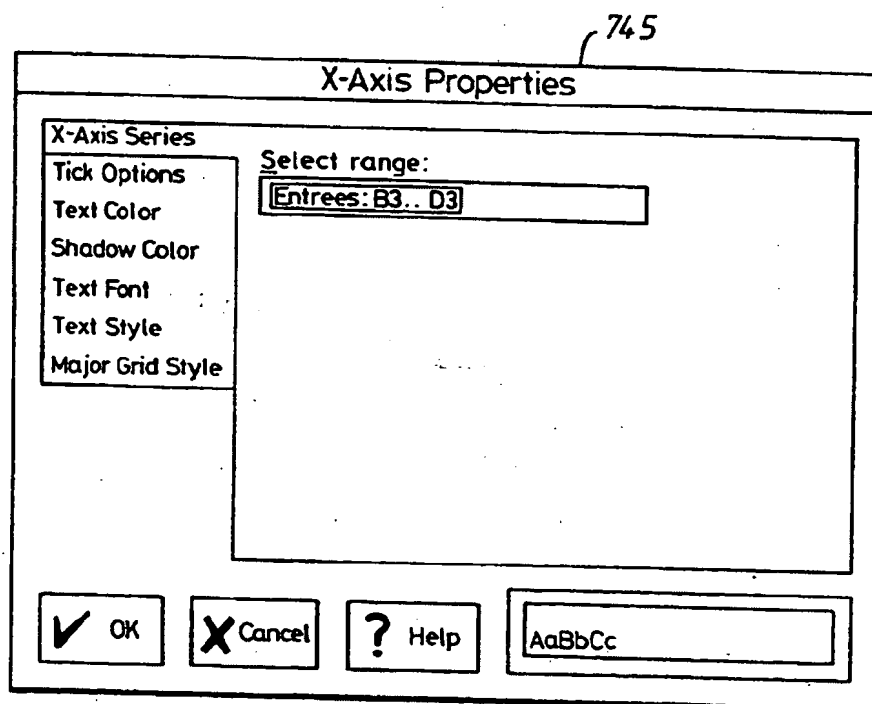 745
X-Axis Properties
X-Axis Series
Tick Options
Text Color
Shadow Color
Text Font
Text Style
Major Grid Style
Select range:
Entrees: B3.. D3
OK
Cancel
? Help
AaBbCc